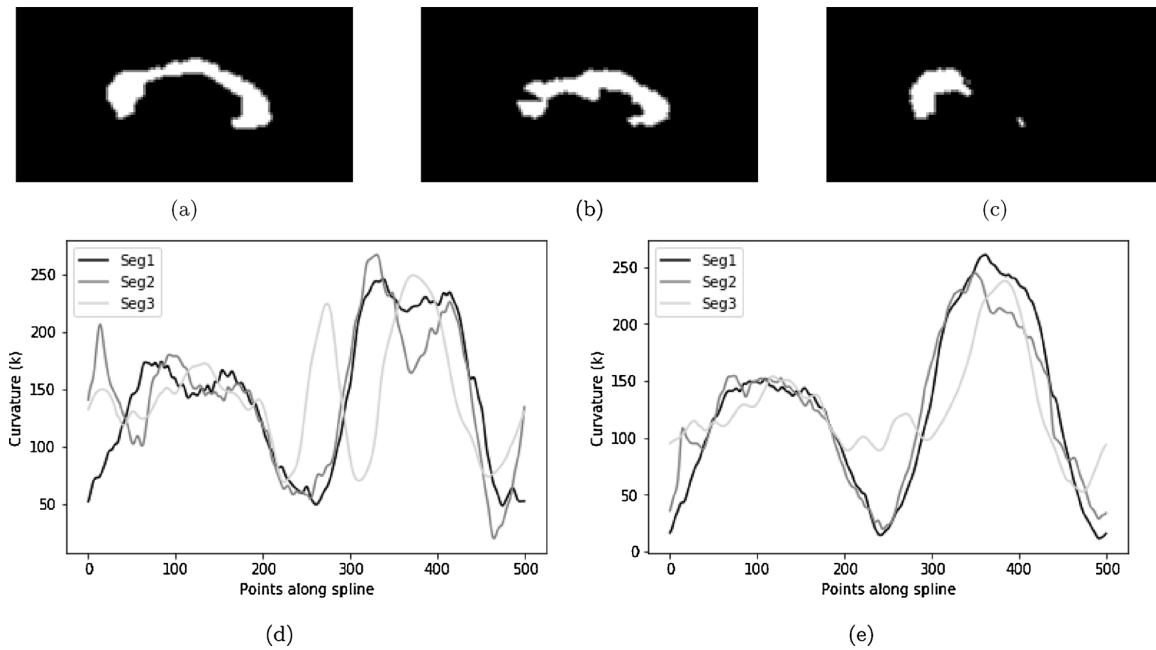 (a)
(b)
(c)
Seg1
Seg2
Seg3
250
200
150
100
50
Curvature (k)
0 100 200 300 400 500
Points along spline
(d)
Seg1
Seg2
Seg3
250
200
150
100
50
0
Curvature (k)
0 100 200 300 400 500
Points along spline
(e)